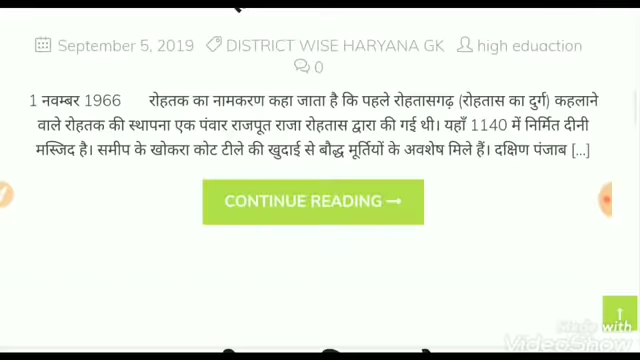 September 5, 2019 DISTRICT WISE HARYANA GK high eduaction
0
1 नवम्बर 1966 रोहतक का नामकरण कहा जाता है कि पहले रोहतासगढ़ (रोहतास का दुर्ग) कहलाने
वाले रोहतक की स्थापना एक पंवार राजपूत राजा रोहतास द्वारा की गई थी। यहाँ 1140 में निर्मित दीनी
मस्जिद है। समीप के खोकरा कोट टीले की खुदाई से बौद्ध मूर्तियों के अवशेष मिले हैं। दक्षिण पंजाब [...]
CONTINUE READING →
Made with
VideoShow